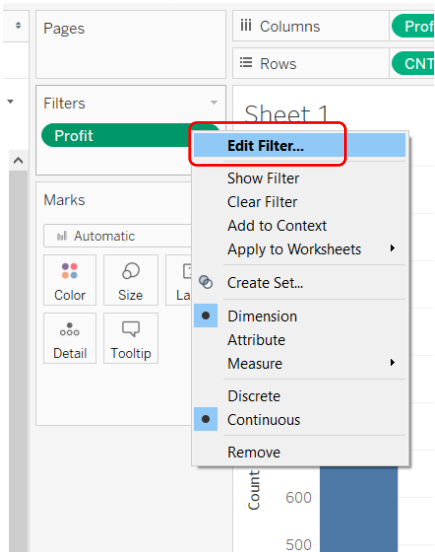 Pages
Columns
Prof
Rows
CNT
Filters
Profit
Sheet 1
Edit Filter...
Show Filter
Clear Filter
Add to Context
Apply to Worksheets
Create Set...
Dimension
Attribute
Measure
Discrete
Continuous
Remove
Marks
Automatic
Color
Size
La
Detail
Tooltip
Count
600
500